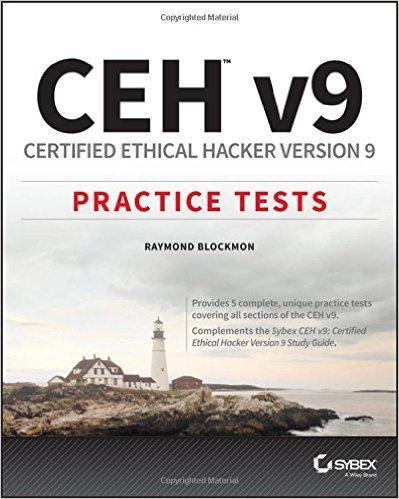 Copyrighted Material
CEH™ v9
CERTIFIED ETHICAL HACKER VERSION 9
PRACTICE TESTS
RAYMOND BLOCKMON
Provides 5 complete, unique practice tests
covering all sections of the CEH v9.
Complements the Sybex CEH v9: Certified
Ethical Hacker Version 9 Study Guide.
SYBEX
A Wiley Brand
Copyrighted Material